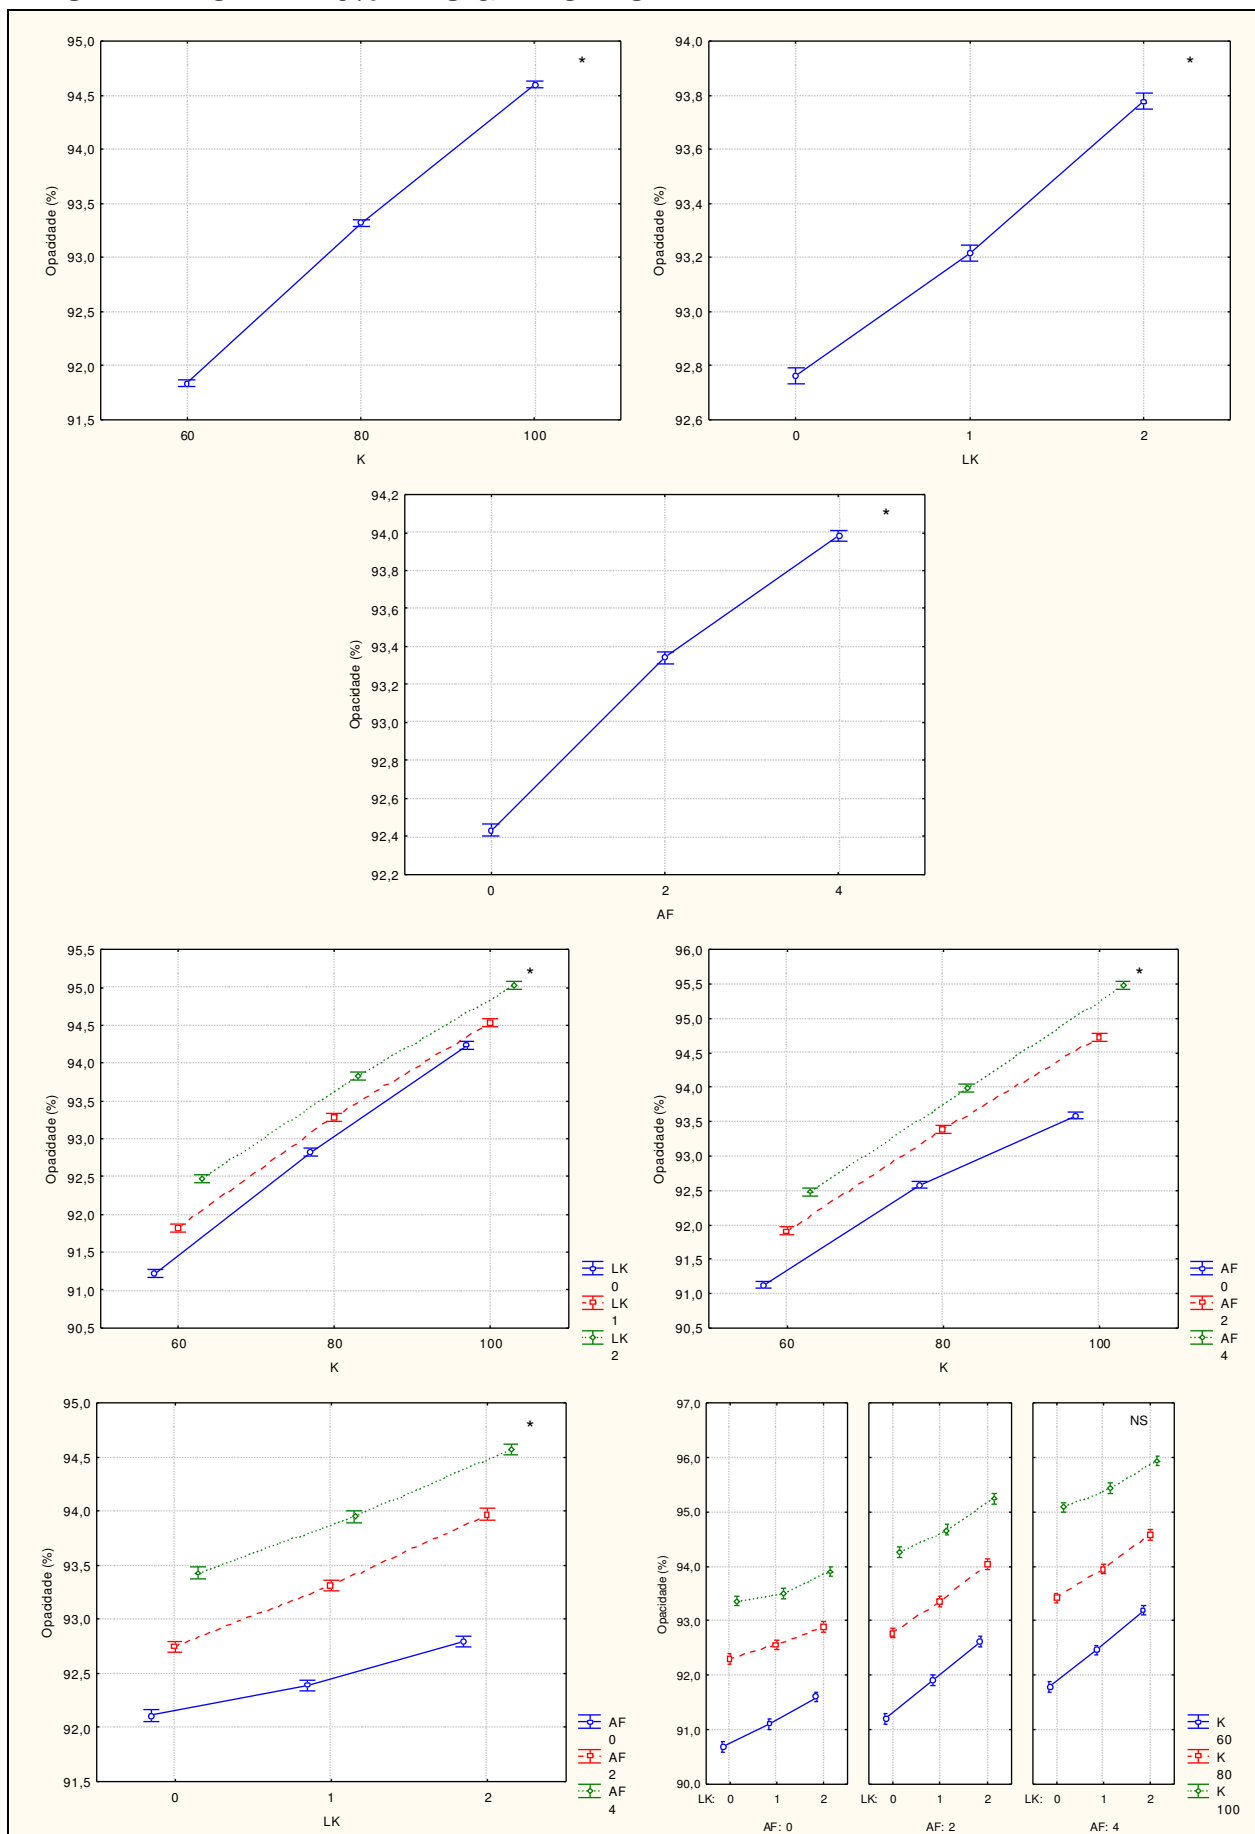 95,0
94,5
94,0
93,5
93,0
92,5
92,0
91,5
Opacidade (%)
*
60 80 100
K
94,0
93,8
93,6
93,4
93,2
93,0
92,8
92,6
Opacidade (%)
*
0 1 2
LK
94,2
94,0
93,8
93,6
93,4
93,2
93,0
92,8
92,6
92,4
92,2
Opacidade (%)
*
0 2 4
AF
95,5
95,0
94,5
94,0
93,5
93,0
92,5
92,0
91,5
91,0
90,5
Opacidade (%)
*
60 80 100
K
LK
0
LK
1
LK
2
96,0
95,5
95,0
94,5
94,0
93,5
93,0
92,5
92,0
91,5
91,0
90,5
Opacidade (%)
*
60 80 100
K
AF
0
AF
2
AF
4
95,0
94,5
94,0
93,5
93,0
92,5
92,0
91,5
Opacidade (%)
*
0 1 2
LK
AF
0
AF
2
AF
4
97,0
96,0
95,0
94,0
93,0
92,0
91,0
90,0
Opacidade (%)
NS
LK: 0 1 2
AF: 0
LK: 0 1 2
AF: 2
LK: 0 1 2
AF: 4
K
60
K
80
K
100